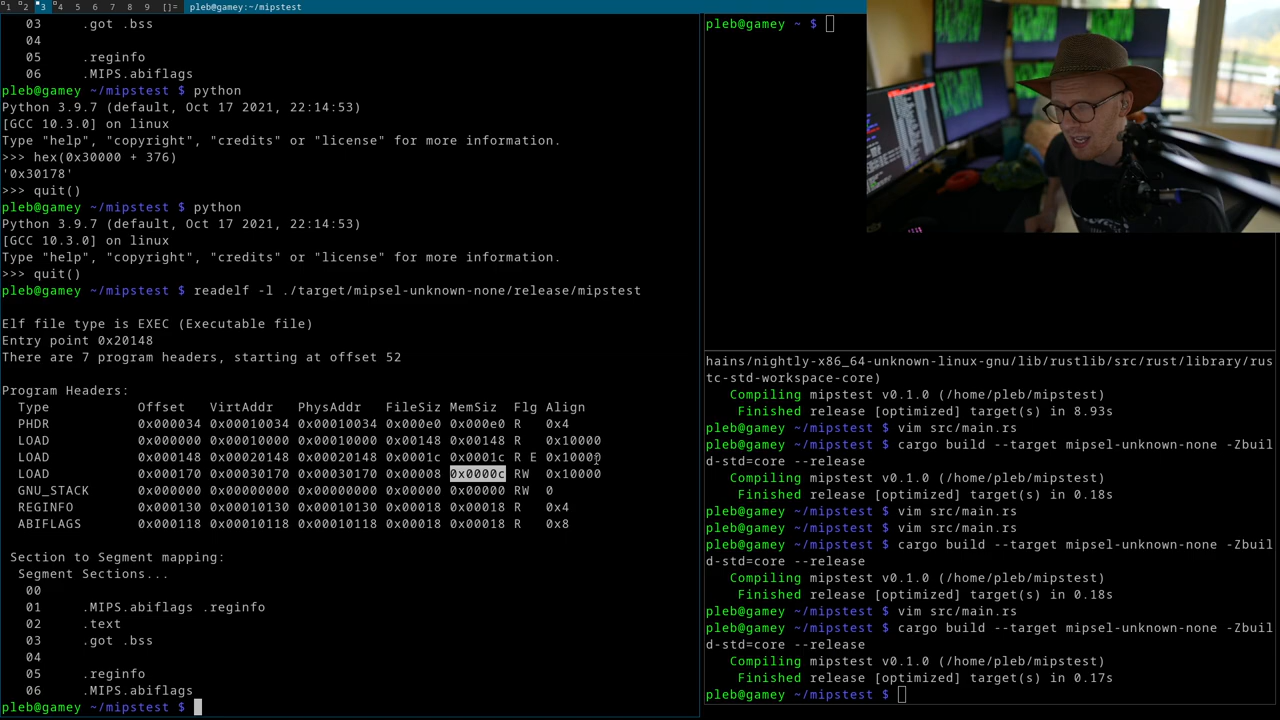 1 2 3 4 5 6 7 8 9 []= pleb@gamey:~/mipstest
03 .got .bss
04
05 .reginfo
06 .MIPS.abiflags
pleb@gamey ~/mipstest $ python
Python 3.9.7 (default, Oct 17 2021, 22:14:53)
[GCC 10.3.0] on linux
Type "help", "copyright", "credits" or "license" for more information.
>>> hex(0x30000 + 376)
'0x30178'
>>> quit()
pleb@gamey ~/mipstest $ python
Python 3.9.7 (default, Oct 17 2021, 22:14:53)
[GCC 10.3.0] on linux
Type "help", "copyright", "credits" or "license" for more information.
>>> quit()
pleb@gamey ~/mipstest $ readelf -l ./target/mipsel-unknown-none/release/mipstest
Elf file type is EXEC (Executable file)
Entry point 0x20148
There are 7 program headers, starting at offset 52
Program Headers:
Type Offset VirtAddr PhysAddr FileSiz MemSiz Flg Align
PHDR 0x000034 0x00010034 0x00010034 0x000e0 0x000e0 R 0x4
LOAD 0x000000 0x00010000 0x00010000 0x00148 0x00148 R 0x10000
LOAD 0x000148 0x00020148 0x00020148 0x0001c 0x0001c R E 0x10000
LOAD 0x000170 0x00030170 0x00030170 0x00008 0x0000c RW 0x10000
GNU_STACK 0x000000 0x00000000 0x00000000 0x00000 0x00000 RW 0
REGINFO 0x000130 0x00010130 0x00010130 0x00018 0x00018 R 0x4
ABIFLAGS 0x000118 0x00010118 0x00010118 0x00018 0x00018 R 0x8
Section to Segment mapping:
Segment Sections...
00
01 .MIPS.abiflags .reginfo
02 .text
03 .got .bss
04
05 .reginfo
06 .MIPS.abiflags
pleb@gamey ~/mipstest $
pleb@gamey ~ $
hains/nightly-x86_64-unknown-linux-gnu/lib/rustlib/src/rust/library/rus
tc-std-workspace-core)
Compiling mipstest v0.1.0 (/home/pleb/mipstest)
Finished release [optimized] target(s) in 8.93s
pleb@gamey ~/mipstest $ vim src/main.rs
pleb@gamey ~/mipstest $ cargo build --target mipsel-unknown-none -Zbuil
d-std=core --release
Compiling mipstest v0.1.0 (/home/pleb/mipstest)
Finished release [optimized] target(s) in 0.18s
pleb@gamey ~/mipstest $ vim src/main.rs
pleb@gamey ~/mipstest $ vim src/main.rs
pleb@gamey ~/mipstest $ cargo build --target mipsel-unknown-none -Zbuil
d-std=core --release
Compiling mipstest v0.1.0 (/home/pleb/mipstest)
Finished release [optimized] target(s) in 0.18s
pleb@gamey ~/mipstest $ vim src/main.rs
pleb@gamey ~/mipstest $ cargo build --target mipsel-unknown-none -Zbuil
d-std=core --release
Compiling mipstest v0.1.0 (/home/pleb/mipstest)
Finished release [optimized] target(s) in 0.17s
pleb@gamey ~/mipstest $